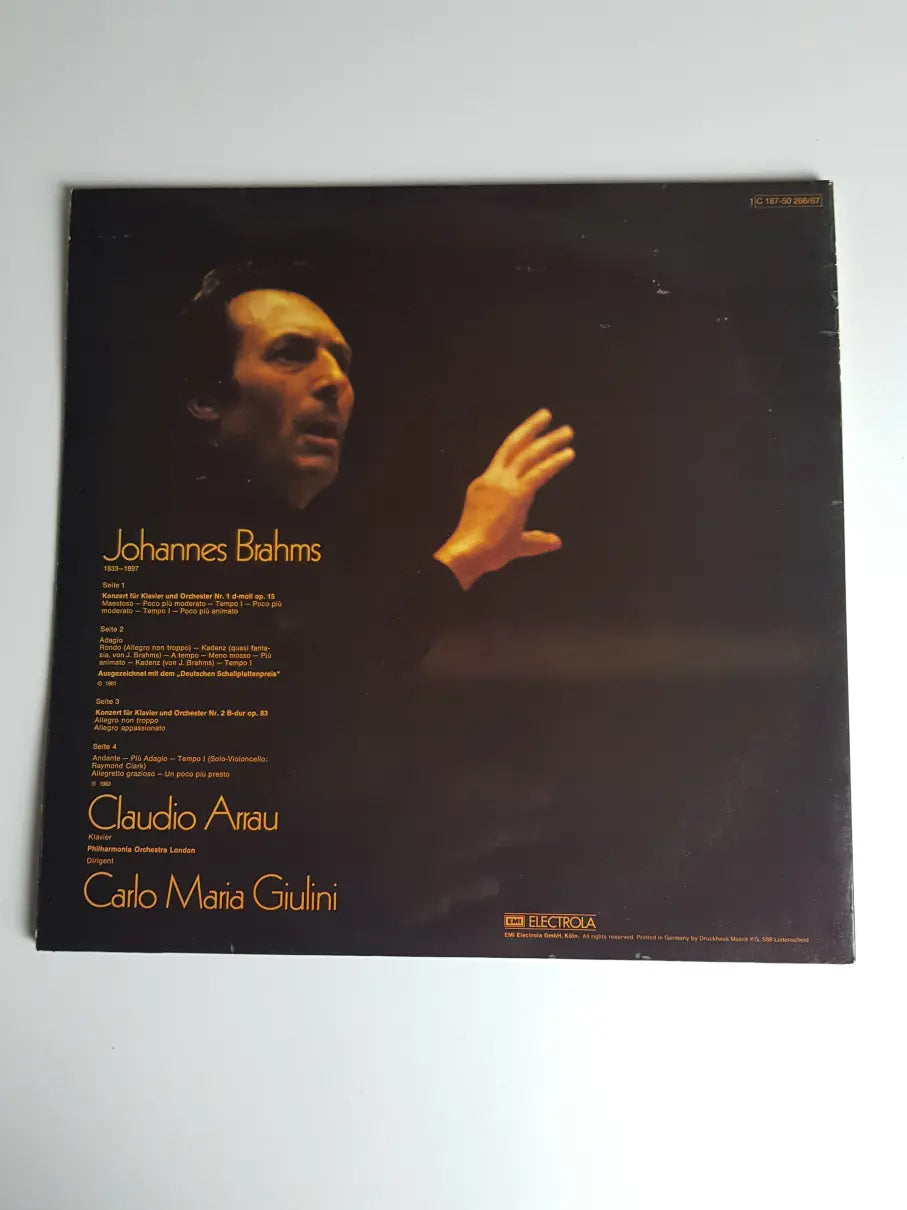 1 C 187-50 266/67
Johannes Brahms
1833–1897
Seite 1
Konzert für Klavier und Orchester Nr. 1 d-moll op. 15
Maestoso – Poco più moderato – Tempo I – Poco più
moderato – Tempo I – Poco più animato
Seite 2
Adagio
Rondo (Allegro non troppo) – Kadenz (quasi fanta-
sia, von J. Brahms) – A tempo – Meno mosso – Più
animato – Kadenz (von J. Brahms) – Tempo I
Ausgezeichnet mit dem „Deutschen Schallplattenpreis"
℗ 1961
Seite 3
Konzert für Klavier und Orchester Nr. 2 B-dur op. 83
Allegro non troppo
Allegro appassionato
Seite 4
Andante – Più Adagio – Tempo I (Solo-Violoncello:
Raymond Clark)
Allegretto grazioso – Un poco più presto
℗ 1963
Claudio Arrau
Klavier
Philharmonia Orchestra London
Dirigent
Carlo Maria Giulini
EMI ELECTROLA
EMI Electrola GmbH, Köln. All rights reserved. Printed in Germany by Druckhaus Maack KG, 588 Lüdenscheid